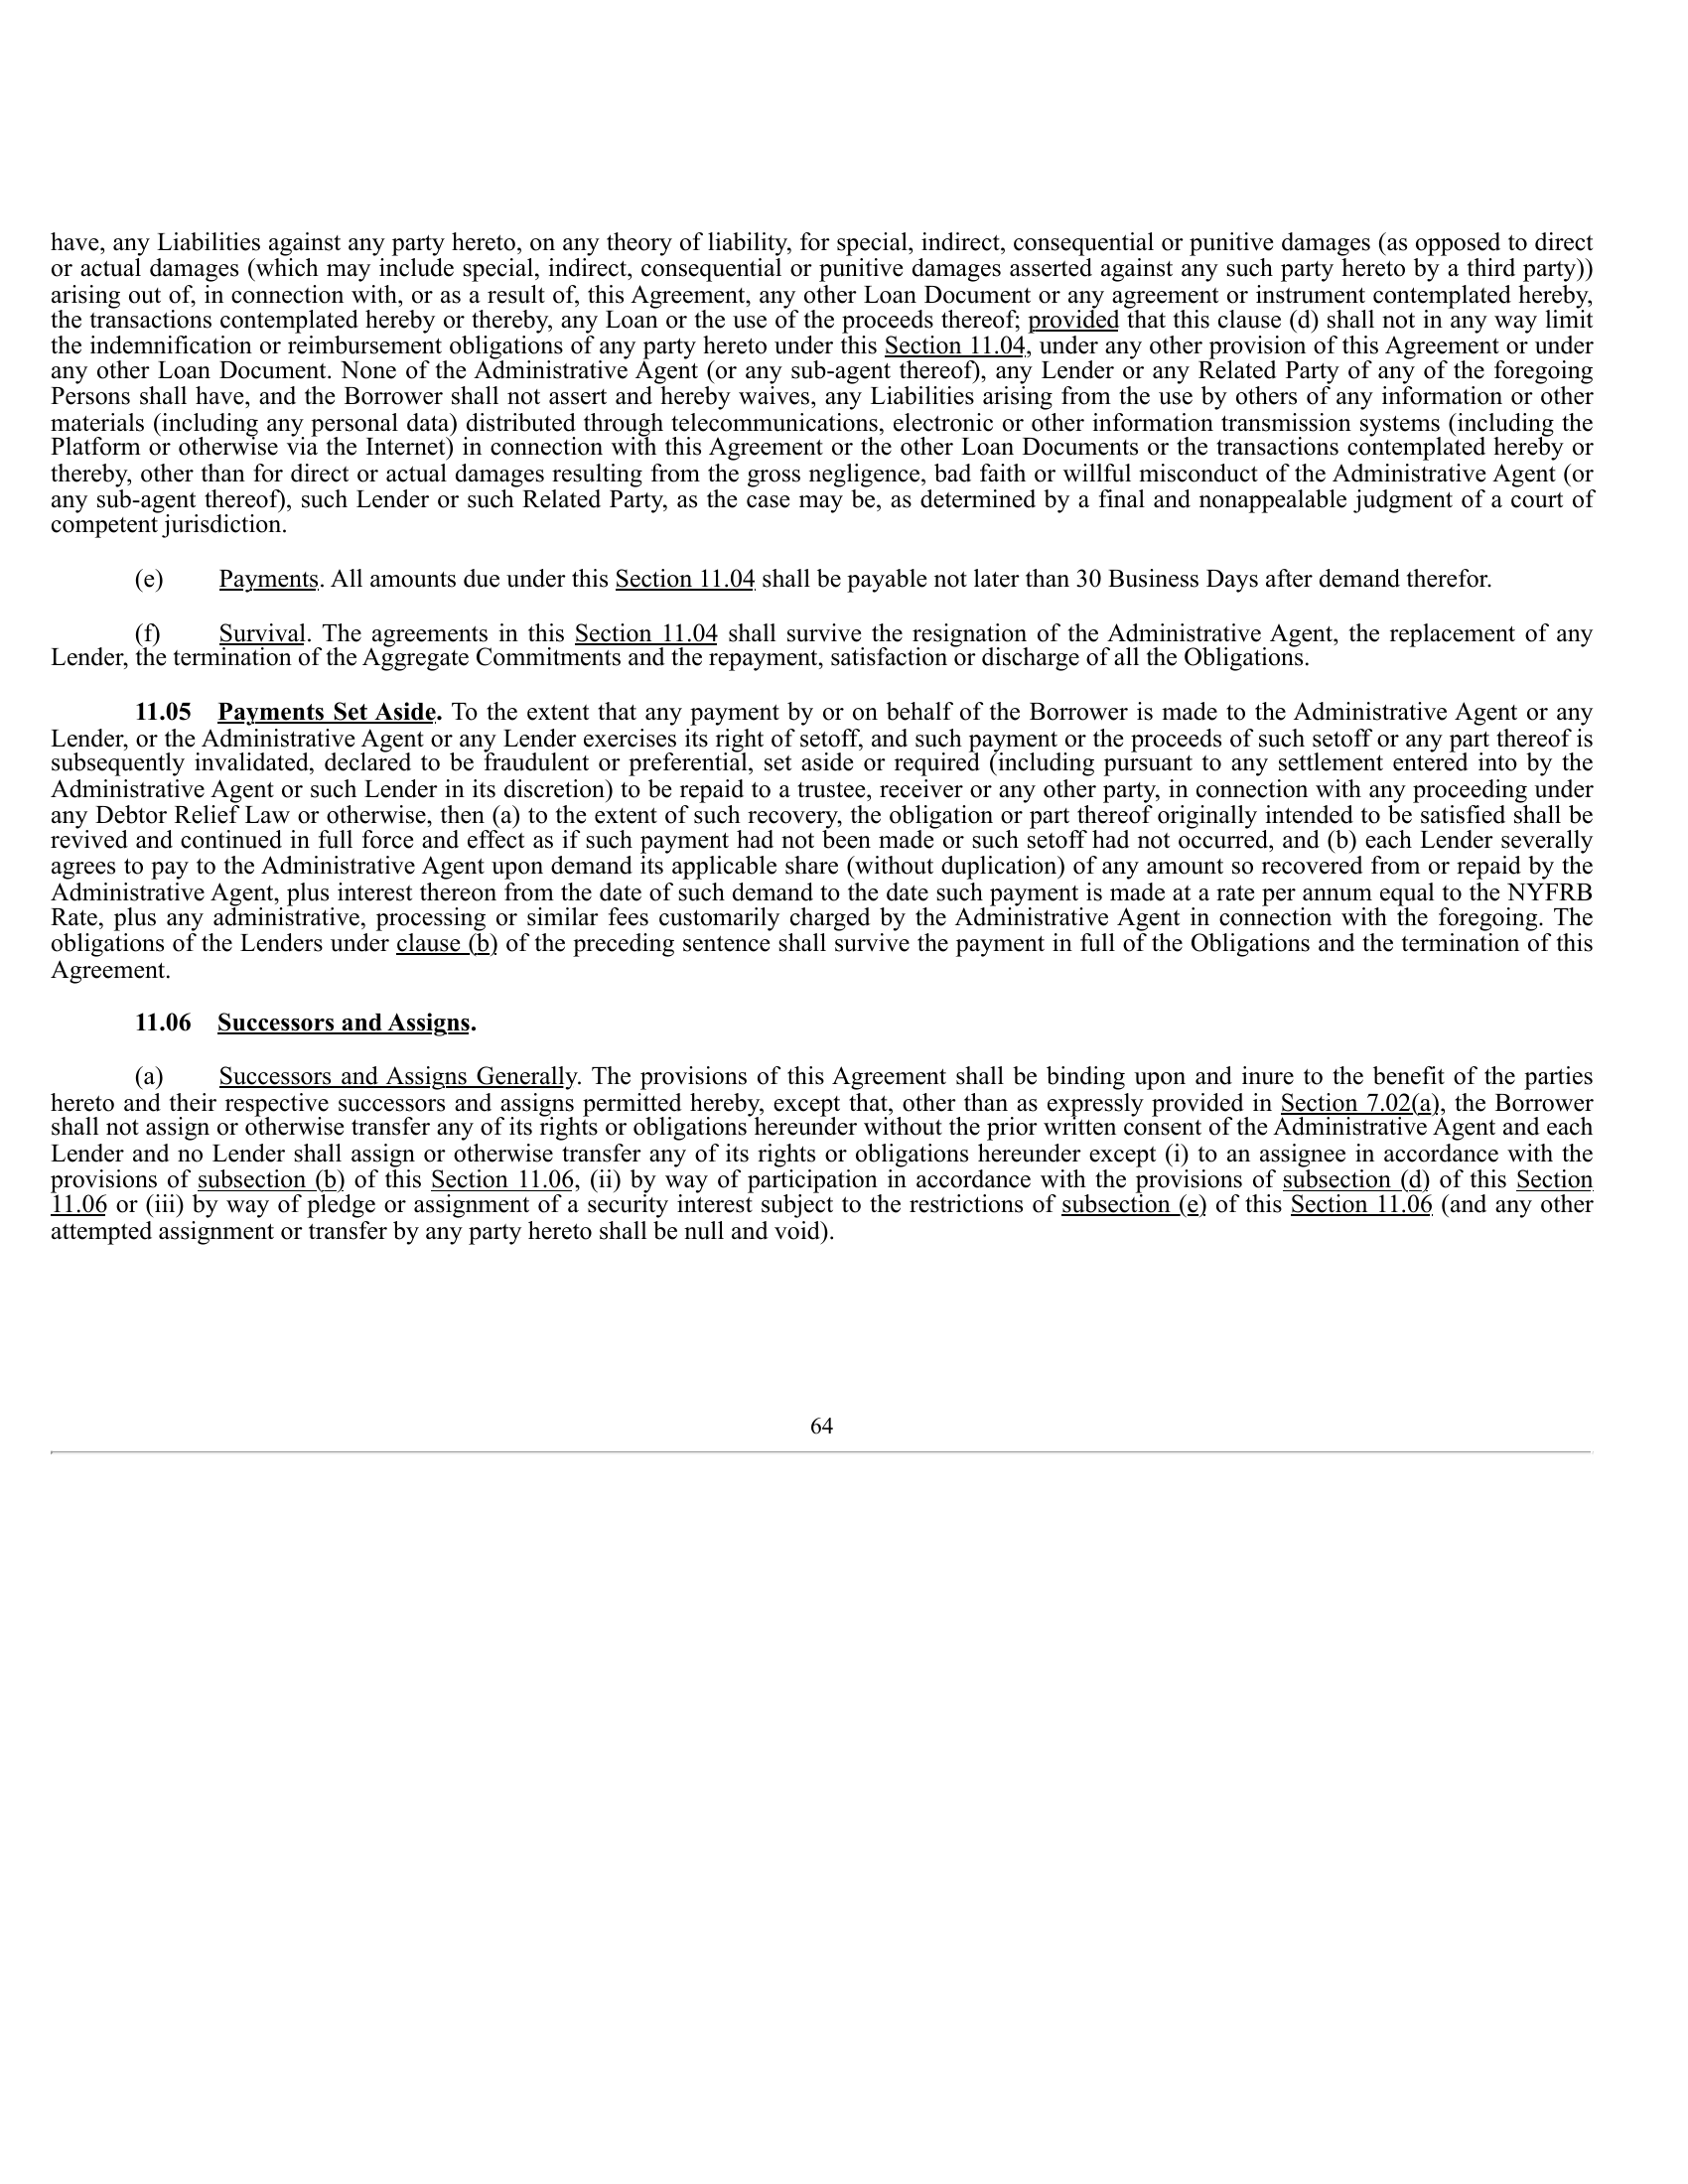 have, any Liabilities against any party hereto, on any theory of liability, for special, indirect, consequential or punitive damages (as opposed to direct
or actual damages (which may include special, indirect, consequential or punitive damages asserted against any such party hereto by a third party))
arising out of, in connection with, or as a result of, this Agreement, any other Loan Document or any agreement or instrument contemplated hereby,
the transactions contemplated hereby or thereby, any Loan or the use of the proceeds thereof; provided that this clause (d) shall not in any way limit
the indemnification or reimbursement obligations of any party hereto under this Section 11.04, under any other provision of this Agreement or under
any other Loan Document. None of the Administrative Agent (or any sub-agent thereof), any Lender or any Related Party of any of the foregoing
Persons shall have, and the Borrower shall not assert and hereby waives, any Liabilities arising from the use by others of any information or other
materials (including any personal data) distributed through telecommunications, electronic or other information transmission systems (including the
Platform or otherwise via the Internet) in connection with this Agreement or the other Loan Documents or the transactions contemplated hereby or
thereby, other than for direct or actual damages resulting from the gross negligence, bad faith or willful misconduct of the Administrative Agent (or
any sub-agent thereof), such Lender or such Related Party, as the case may be, as determined by a final and nonappealable judgment of a court of
competent jurisdiction.
(e) Payments. All amounts due under this Section 11.04 shall be payable not later than 30 Business Days after demand therefor.
(f) Survival. The agreements in this Section 11.04 shall survive the resignation of the Administrative Agent, the replacement of any
Lender, the termination of the Aggregate Commitments and the repayment, satisfaction or discharge of all the Obligations.
11.05 Payments Set Aside. To the extent that any payment by or on behalf of the Borrower is made to the Administrative Agent or any
Lender, or the Administrative Agent or any Lender exercises its right of setoff, and such payment or the proceeds of such setoff or any part thereof is
subsequently invalidated, declared to be fraudulent or preferential, set aside or required (including pursuant to any settlement entered into by the
Administrative Agent or such Lender in its discretion) to be repaid to a trustee, receiver or any other party, in connection with any proceeding under
any Debtor Relief Law or otherwise, then (a) to the extent of such recovery, the obligation or part thereof originally intended to be satisfied shall be
revived and continued in full force and effect as if such payment had not been made or such setoff had not occurred, and (b) each Lender severally
agrees to pay to the Administrative Agent upon demand its applicable share (without duplication) of any amount so recovered from or repaid by the
Administrative Agent, plus interest thereon from the date of such demand to the date such payment is made at a rate per annum equal to the NYFRB
Rate, plus any administrative, processing or similar fees customarily charged by the Administrative Agent in connection with the foregoing. The
obligations of the Lenders under clause (b) of the preceding sentence shall survive the payment in full of the Obligations and the termination of this
Agreement.
11.06 Successors and Assigns.
(a) Successors and Assigns Generally. The provisions of this Agreement shall be binding upon and inure to the benefit of the parties
hereto and their respective successors and assigns permitted hereby, except that, other than as expressly provided in Section 7.02(a), the Borrower
shall not assign or otherwise transfer any of its rights or obligations hereunder without the prior written consent of the Administrative Agent and each
Lender and no Lender shall assign or otherwise transfer any of its rights or obligations hereunder except (i) to an assignee in accordance with the
provisions of subsection (b) of this Section 11.06, (ii) by way of participation in accordance with the provisions of subsection (d) of this Section
11.06 or (iii) by way of pledge or assignment of a security interest subject to the restrictions of subsection (e) of this Section 11.06 (and any other
attempted assignment or transfer by any party hereto shall be null and void).
64